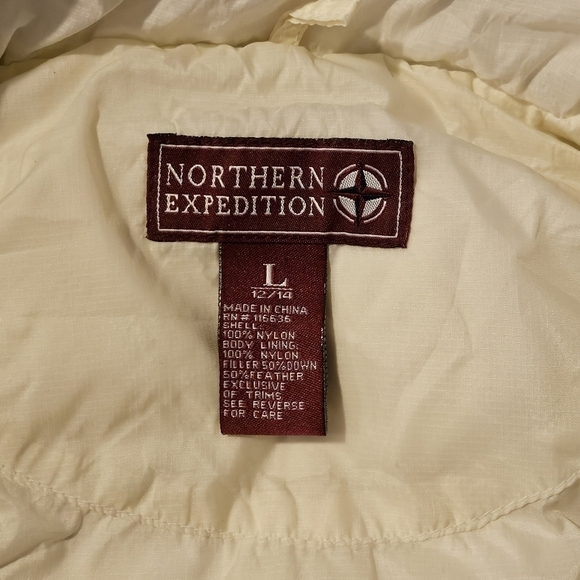 NORTHERN
EXPEDITION
L
12/14
MADE IN CHINA
RN # 116636
SHELL:
100% NYLON
BODY LINING:
100% NYLON
FILLER 50%DOWN
50%FEATHER
EXCLUSIVE
OF TRIMS
SEE REVERSE
FOR CARE